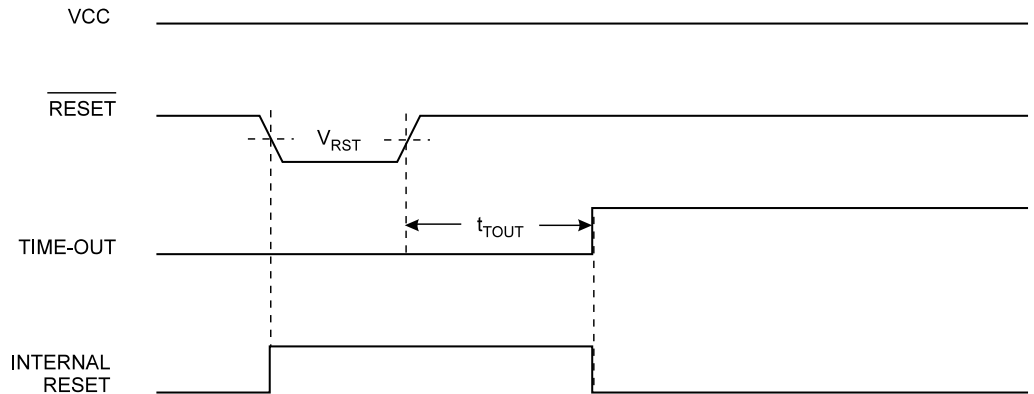 VCC
RESET
V_RST
t_TOUT
TIME-OUT
INTERNAL
RESET